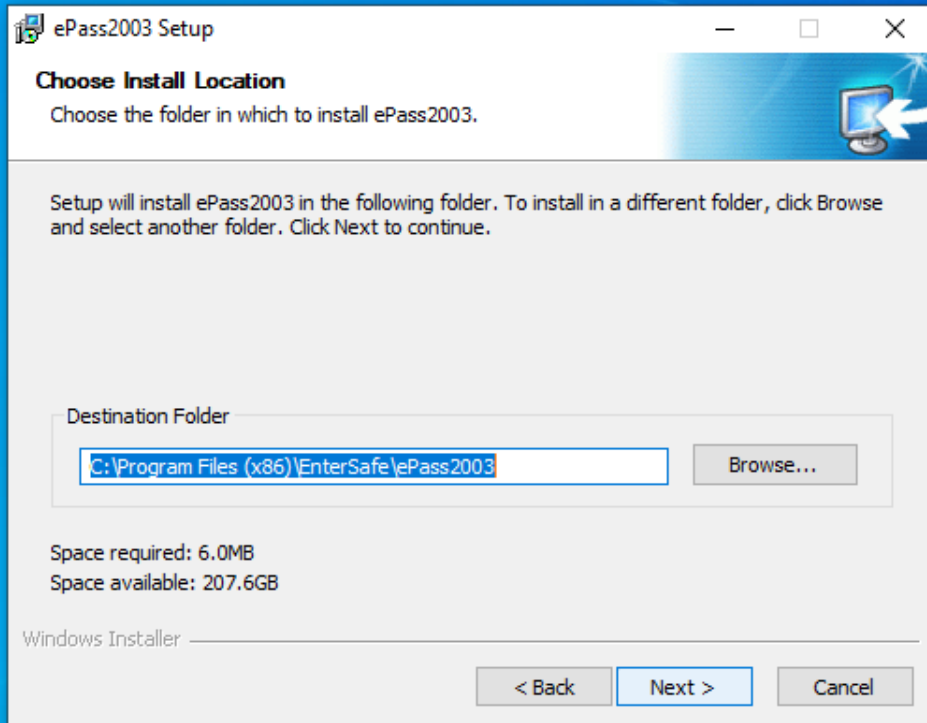 ePass2003 Setup
Choose Install Location
Choose the folder in which to install ePass2003.
Setup will install ePass2003 in the following folder. To install in a different folder, click Browse
and select another folder. Click Next to continue.
Destination Folder
C:\Program Files (x86)\EnterSafe\ePass2003
Browse...
Space required: 6.0MB
Space available: 207.6GB
Windows Installer
< Back
Next >
Cancel